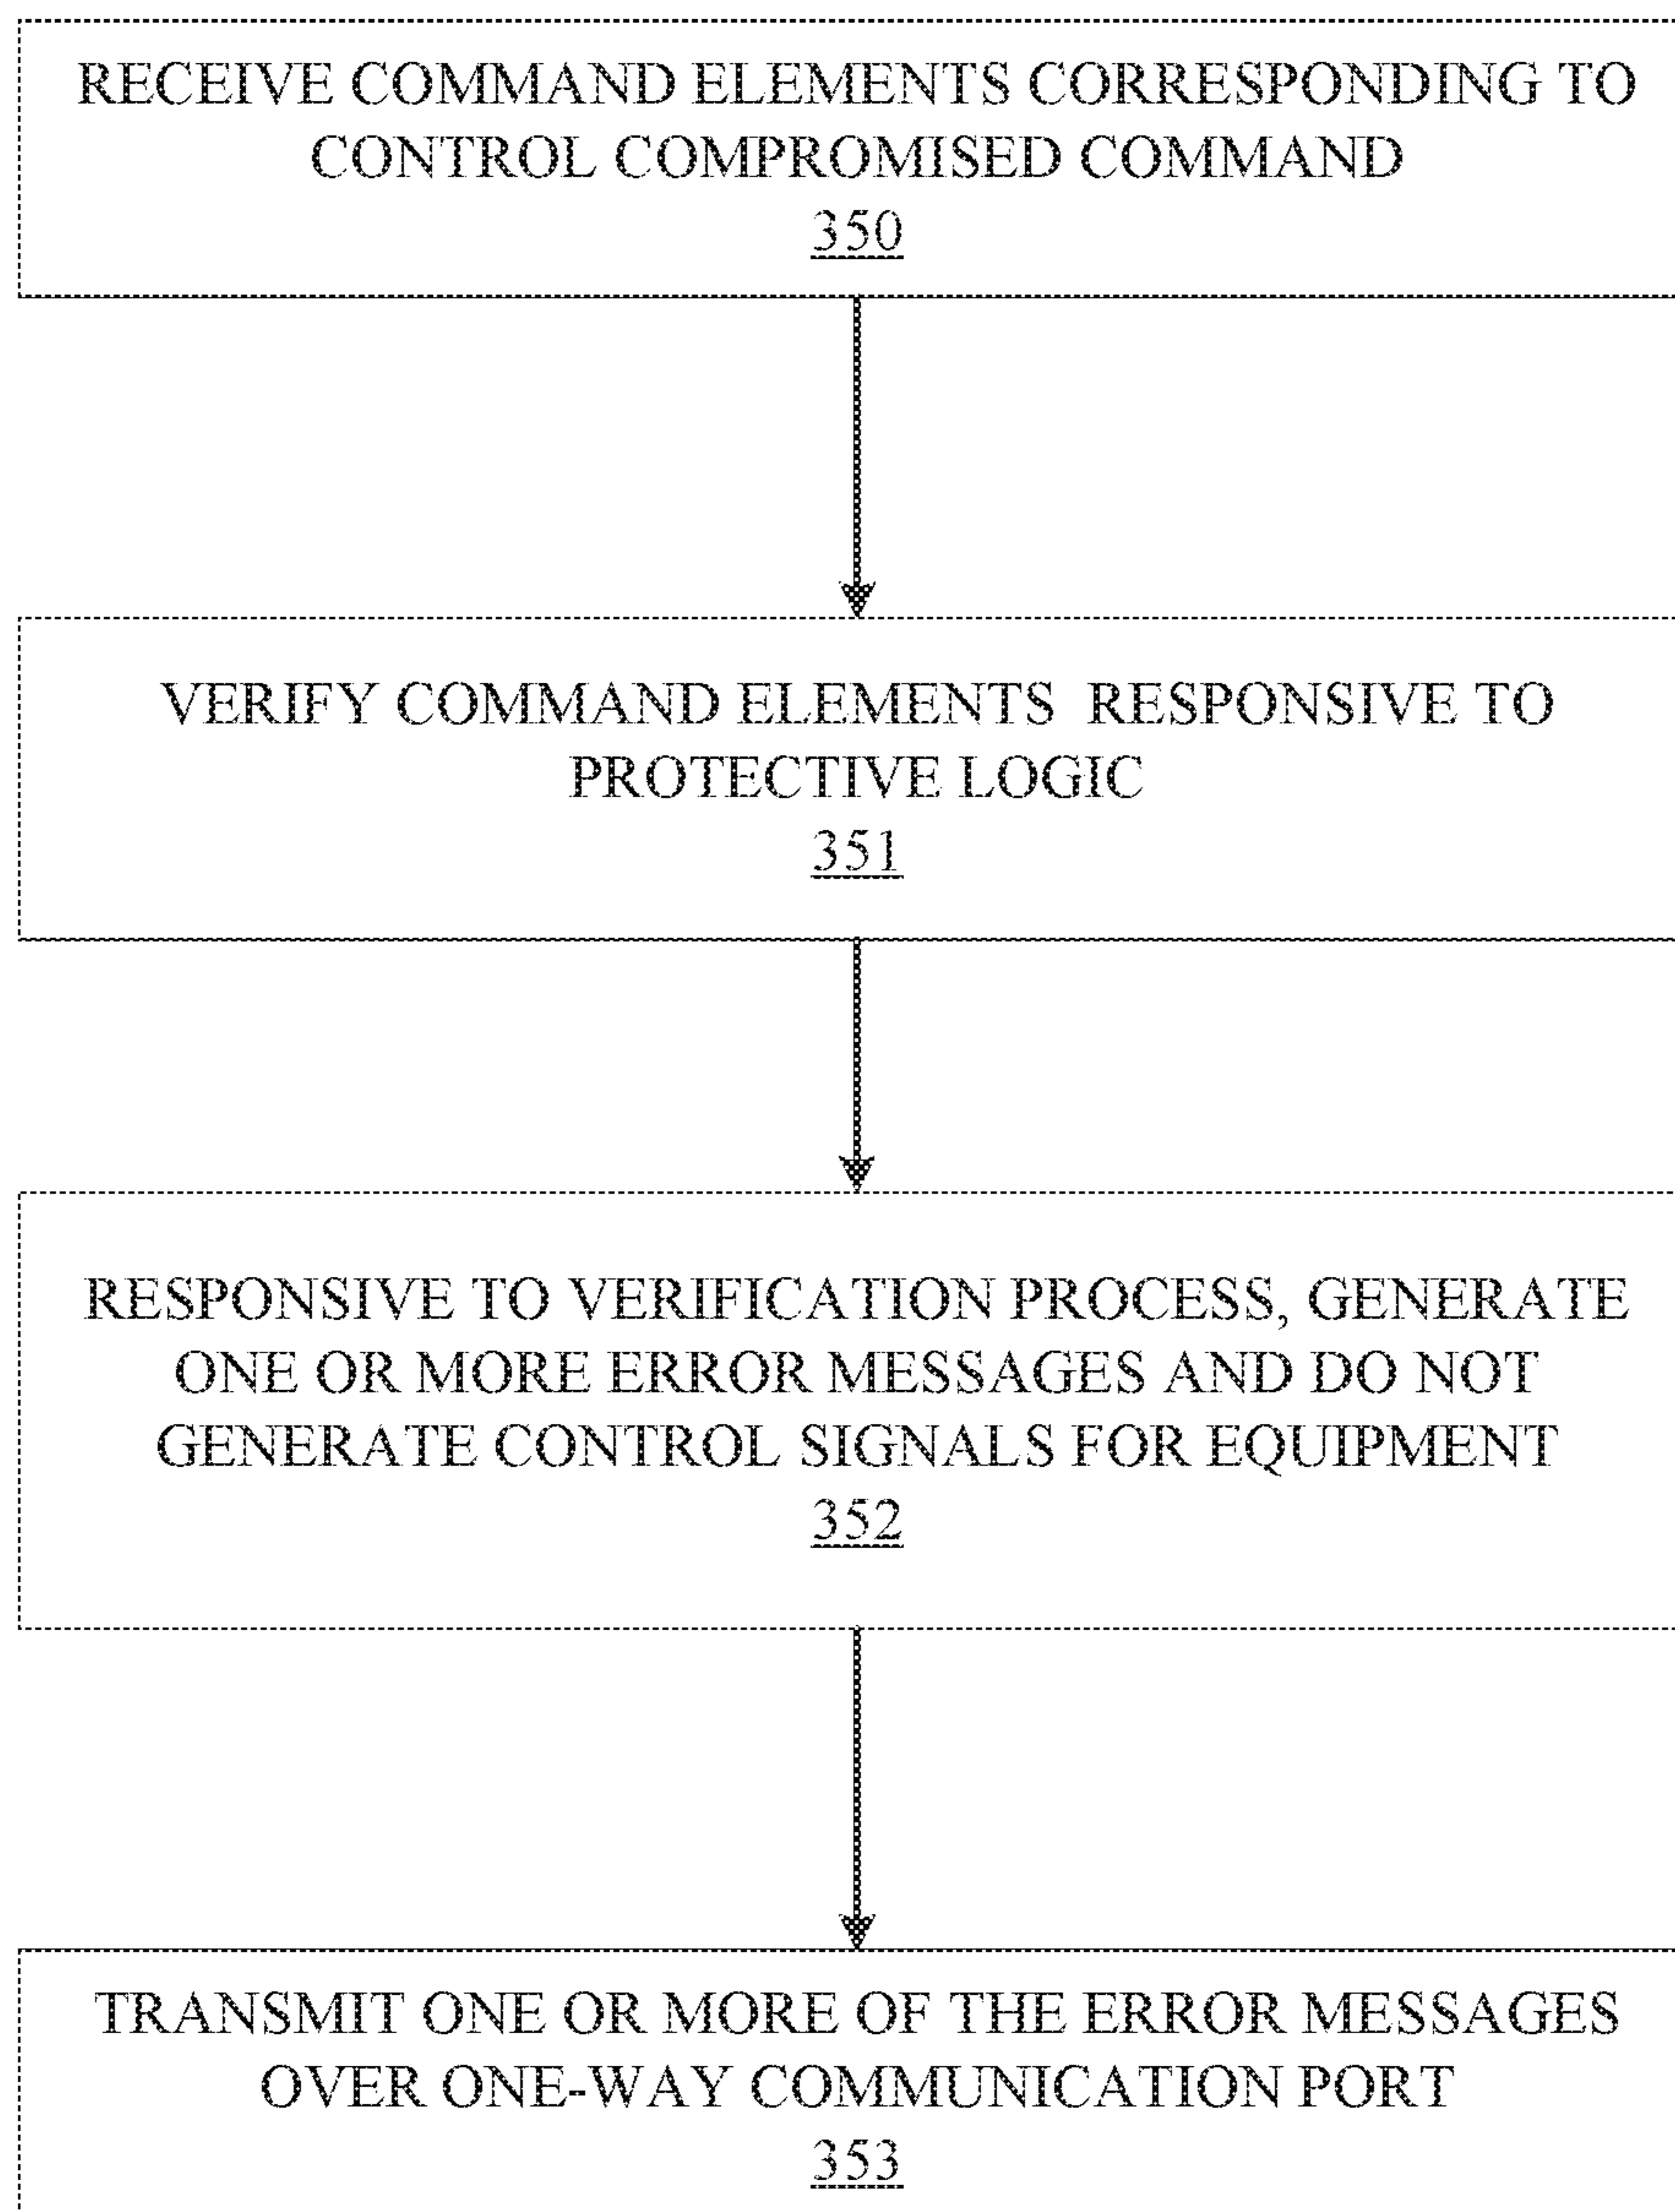 RECEIVE COMMAND ELEMENTS CORRESPONDING TO
CONTROL COMPROMISED COMMAND
350
VERIFY COMMAND ELEMENTS RESPONSIVE TO
PROTECTIVE LOGIC
351
RESPONSIVE TO VERIFICATION PROCESS, GENERATE
ONE OR MORE ERROR MESSAGES AND DO NOT
GENERATE CONTROL SIGNALS FOR EQUIPMENT
352
TRANSMIT ONE OR MORE OF THE ERROR MESSAGES
OVER ONE-WAY COMMUNICATION PORT
353